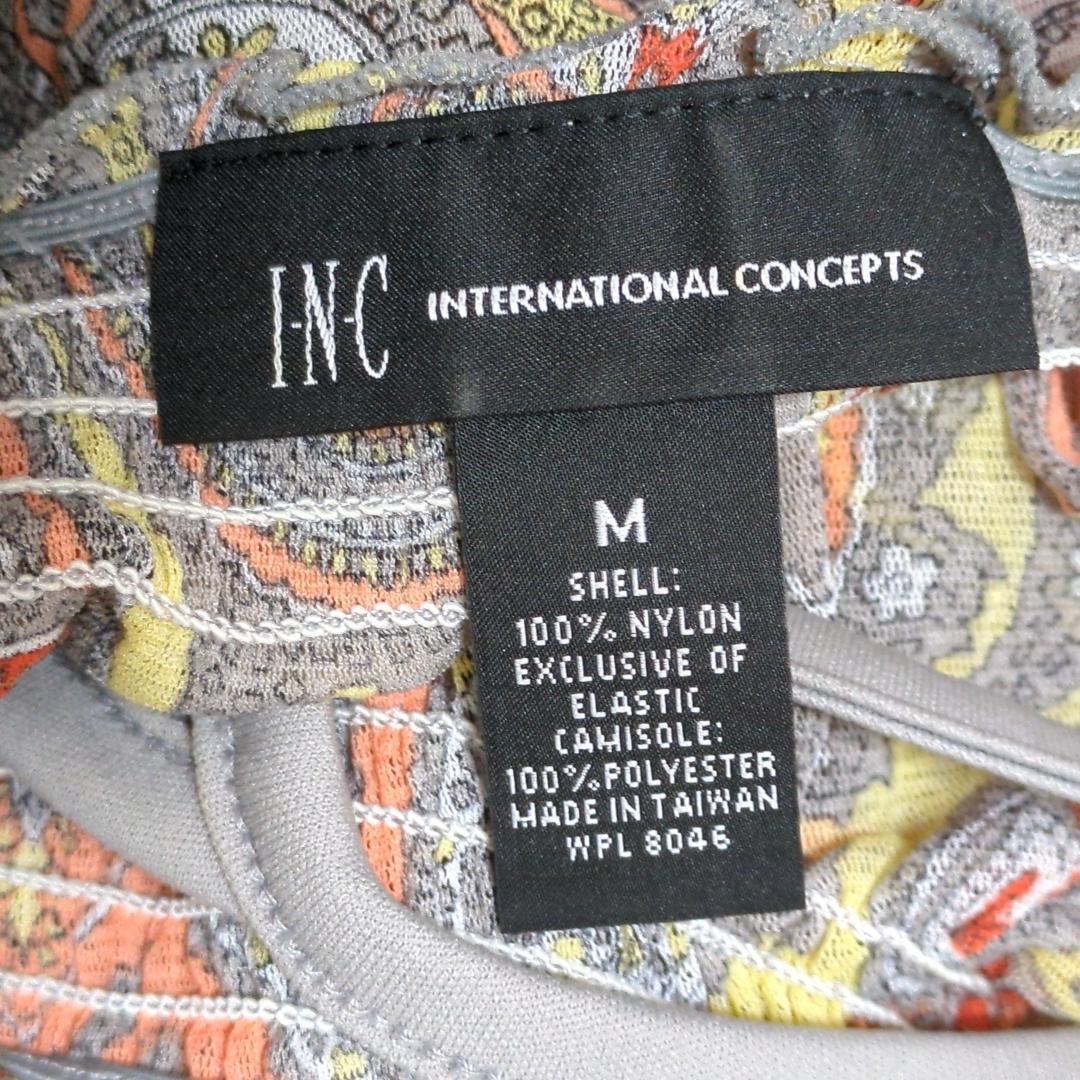 I·N·C INTERNATIONAL CONCEPTS
M
SHELL:
100% NYLON
EXCLUSIVE OF
ELASTIC
CAMISOLE:
100% POLYESTER
MADE IN TAIWAN
WPL 8046